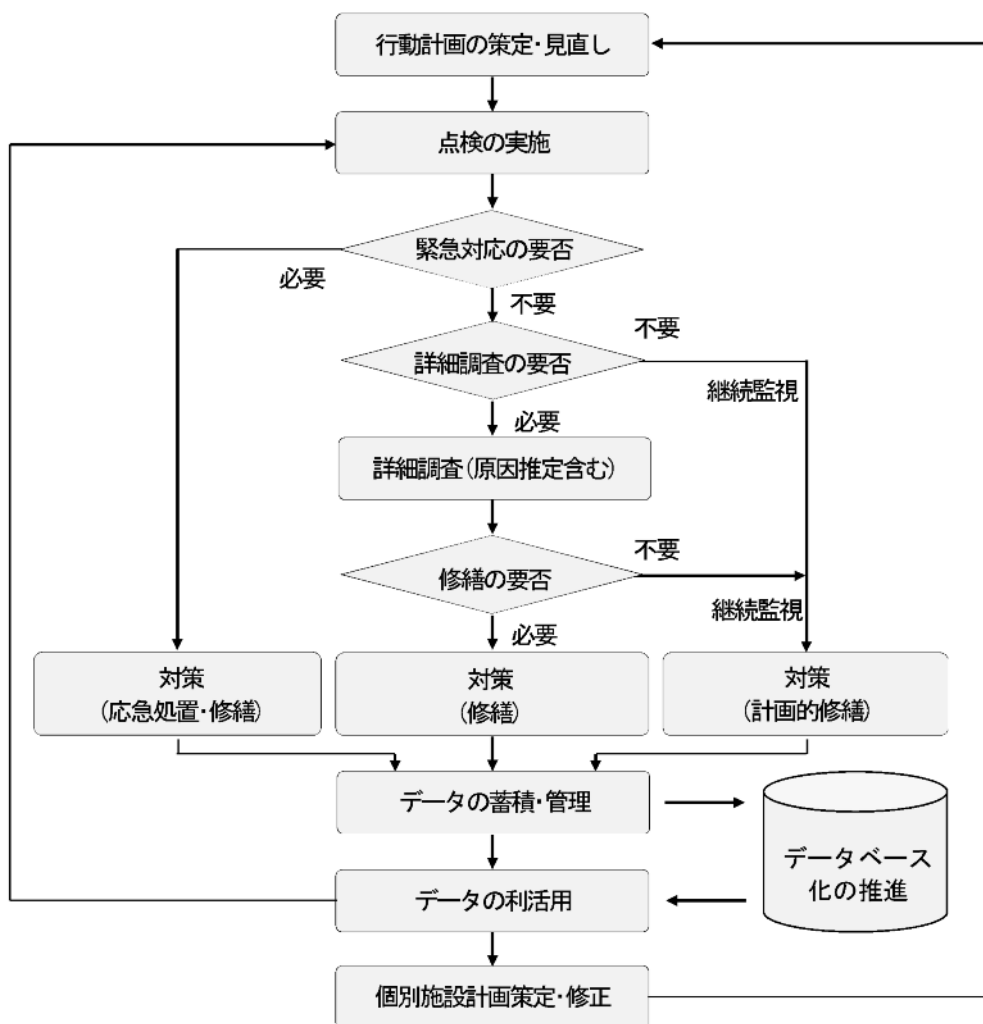 行動計画の策定・見直し
点検の実施
緊急対応の要否
必要
不要
詳細調査の要否
不要
継続監視
必要
詳細調査(原因推定含む)
修繕の要否
不要
継続監視
必要
対策
(応急処置・修繕)
対策
(修繕)
対策
(計画的修繕)
データの蓄積・管理
データベース
化の推進
データの利活用
個別施設計画策定・修正